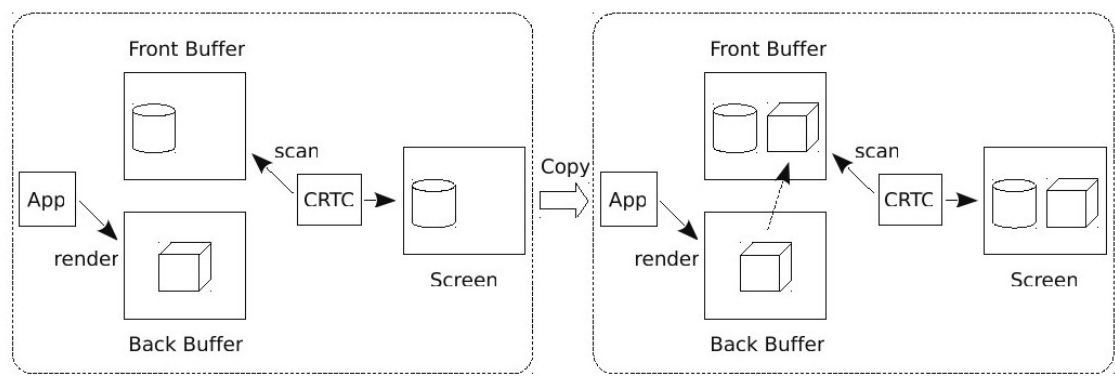 Front Buffer
scan
App
CRTC
render
Screen
Back Buffer
Copy
Front Buffer
scan
App
CRTC
render
Screen
Back Buffer